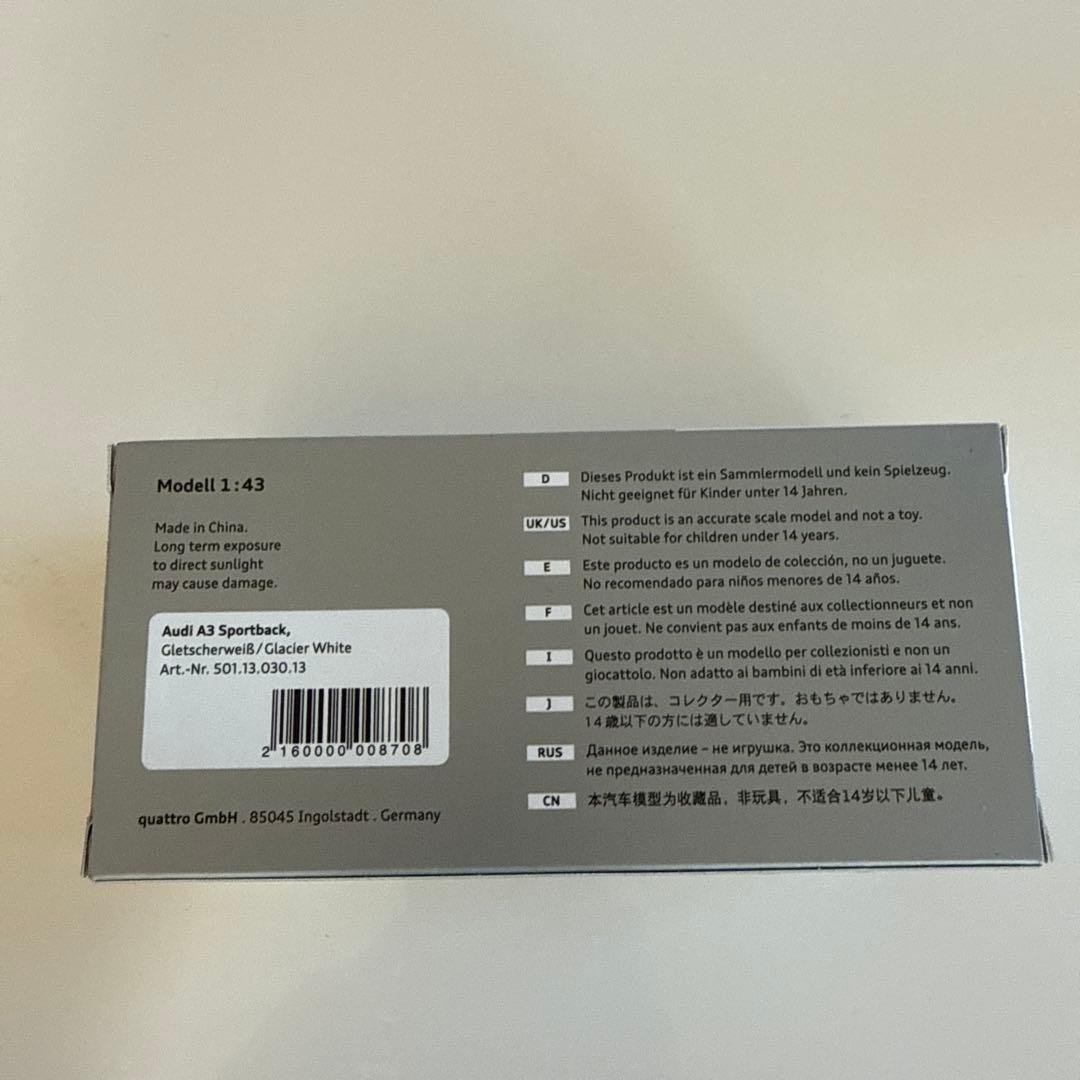 Modell 1:43
Made in China.
Long term exposure
to direct sunlight
may cause damage.
Audi A3 Sportback,
Gletscherweiß/Glacier White
Art.-Nr. 501.13.030.13
2 160000 008708
quattro GmbH . 85045 Ingolstadt . Germany
D Dieses Produkt ist ein Sammlermodell und kein Spielzeug.
Nicht geeignet für Kinder unter 14 Jahren.
UK/US This product is an accurate scale model and not a toy.
Not suitable for children under 14 years.
E Este producto es un modelo de colección, no un juguete.
No recomendado para niños menores de 14 años.
F Cet article est un modèle destiné aux collectionneurs et non
un jouet. Ne convient pas aux enfants de moins de 14 ans.
I Questo prodotto è un modello per collezionisti e non un
giocattolo. Non adatto ai bambini di età inferiore ai 14 anni.
J この製品は、コレクター用です。おもちゃではありません。
14歳以下の方には適していません。
RUS Данное изделие – не игрушка. Это коллекционная модель,
не предназначенная для детей в возрасте менее 14 лет.
CN 本汽车模型为收藏品，非玩具，不适合14岁以下儿童。